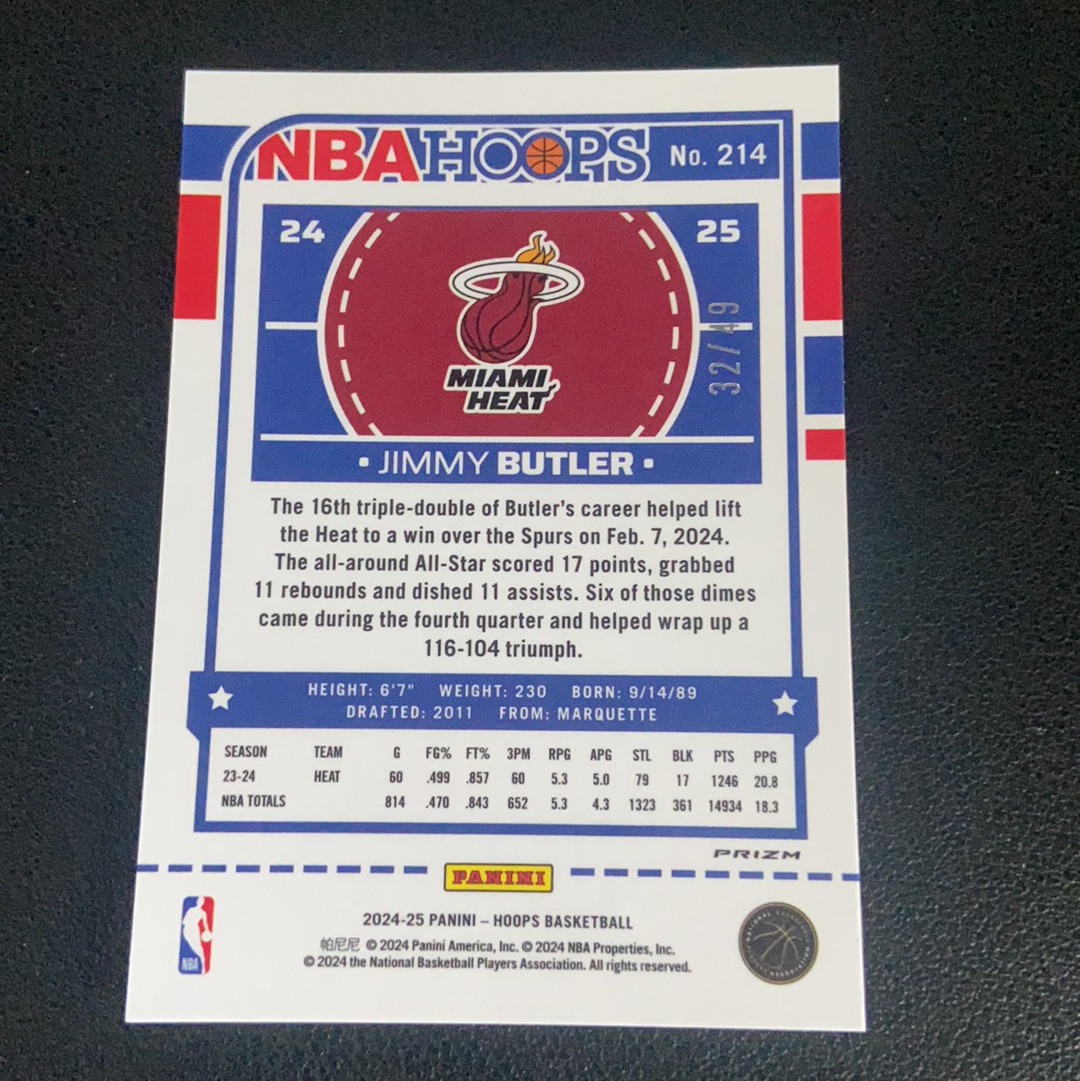 NBA HOOPS No. 214
24 25
32/49
MIAMI
HEAT
• JIMMY BUTLER •
The 16th triple-double of Butler's career helped lift
the Heat to a win over the Spurs on Feb. 7, 2024.
The all-around All-Star scored 17 points, grabbed
11 rebounds and dished 11 assists. Six of those dimes
came during the fourth quarter and helped wrap up a
116-104 triumph.
HEIGHT: 6'7" WEIGHT: 230 BORN: 9/14/89
DRAFTED: 2011 FROM: MARQUETTE
SEASON TEAM G FG% FT% 3PM RPG APG STL BLK PTS PPG
23-24 HEAT 60 .499 .857 60 5.3 5.0 79 17 1246 20.8
NBA TOTALS 814 .470 .843 652 5.3 4.3 1323 361 14934 18.3
PRIZM
PANINI
2024-25 PANINI – HOOPS BASKETBALL
帕尼尼 © 2024 Panini America, Inc. © 2024 NBA Properties, Inc.
© 2024 the National Basketball Players Association. All rights reserved.
NBA